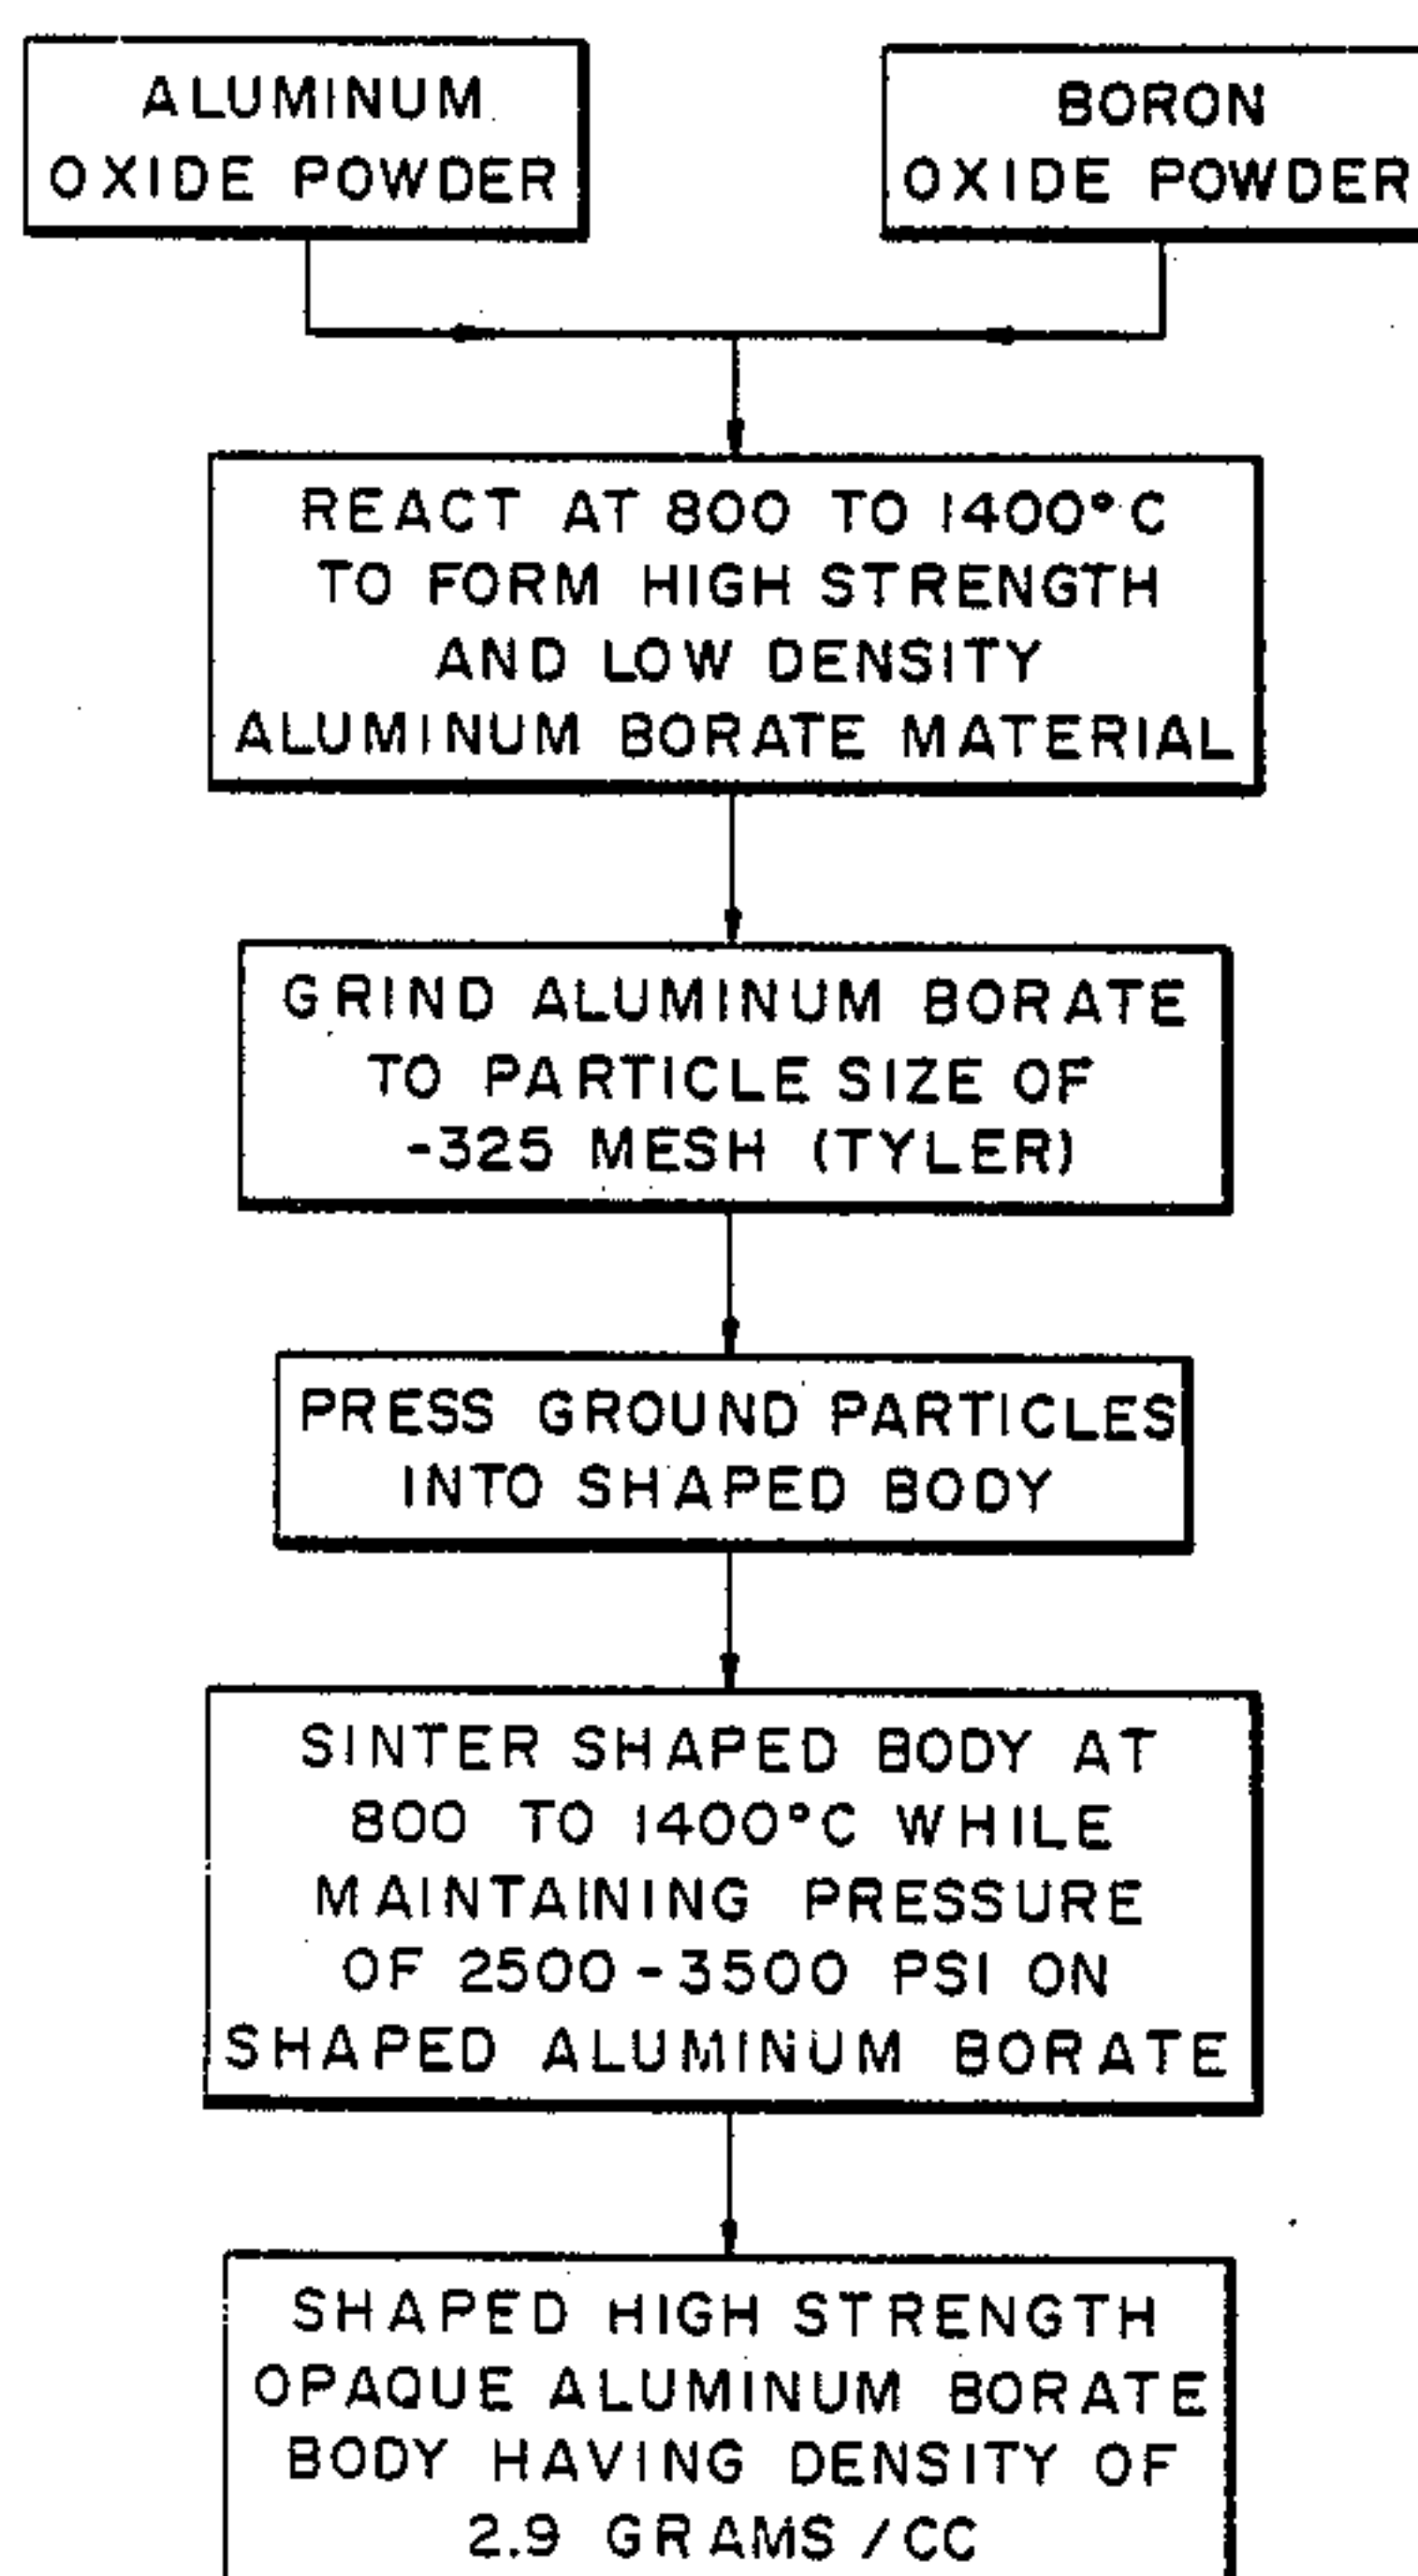 ALUMINUM
OXIDE POWDER
BORON
OXIDE POWDER
REACT AT 800 TO 1400°C
TO FORM HIGH STRENGTH
AND LOW DENSITY
ALUMINUM BORATE MATERIAL
GRIND ALUMINUM BORATE
TO PARTICLE SIZE OF
-325 MESH (TYLER)
PRESS GROUND PARTICLES
INTO SHAPED BODY
SINTER SHAPED BODY AT
800 TO 1400°C WHILE
MAINTAINING PRESSURE
OF 2500-3500 PSI ON
SHAPED ALUMINUM BORATE
SHAPED HIGH STRENGTH
OPAQUE ALUMINUM BORATE
BODY HAVING DENSITY OF
2.9 GRAMS /CC